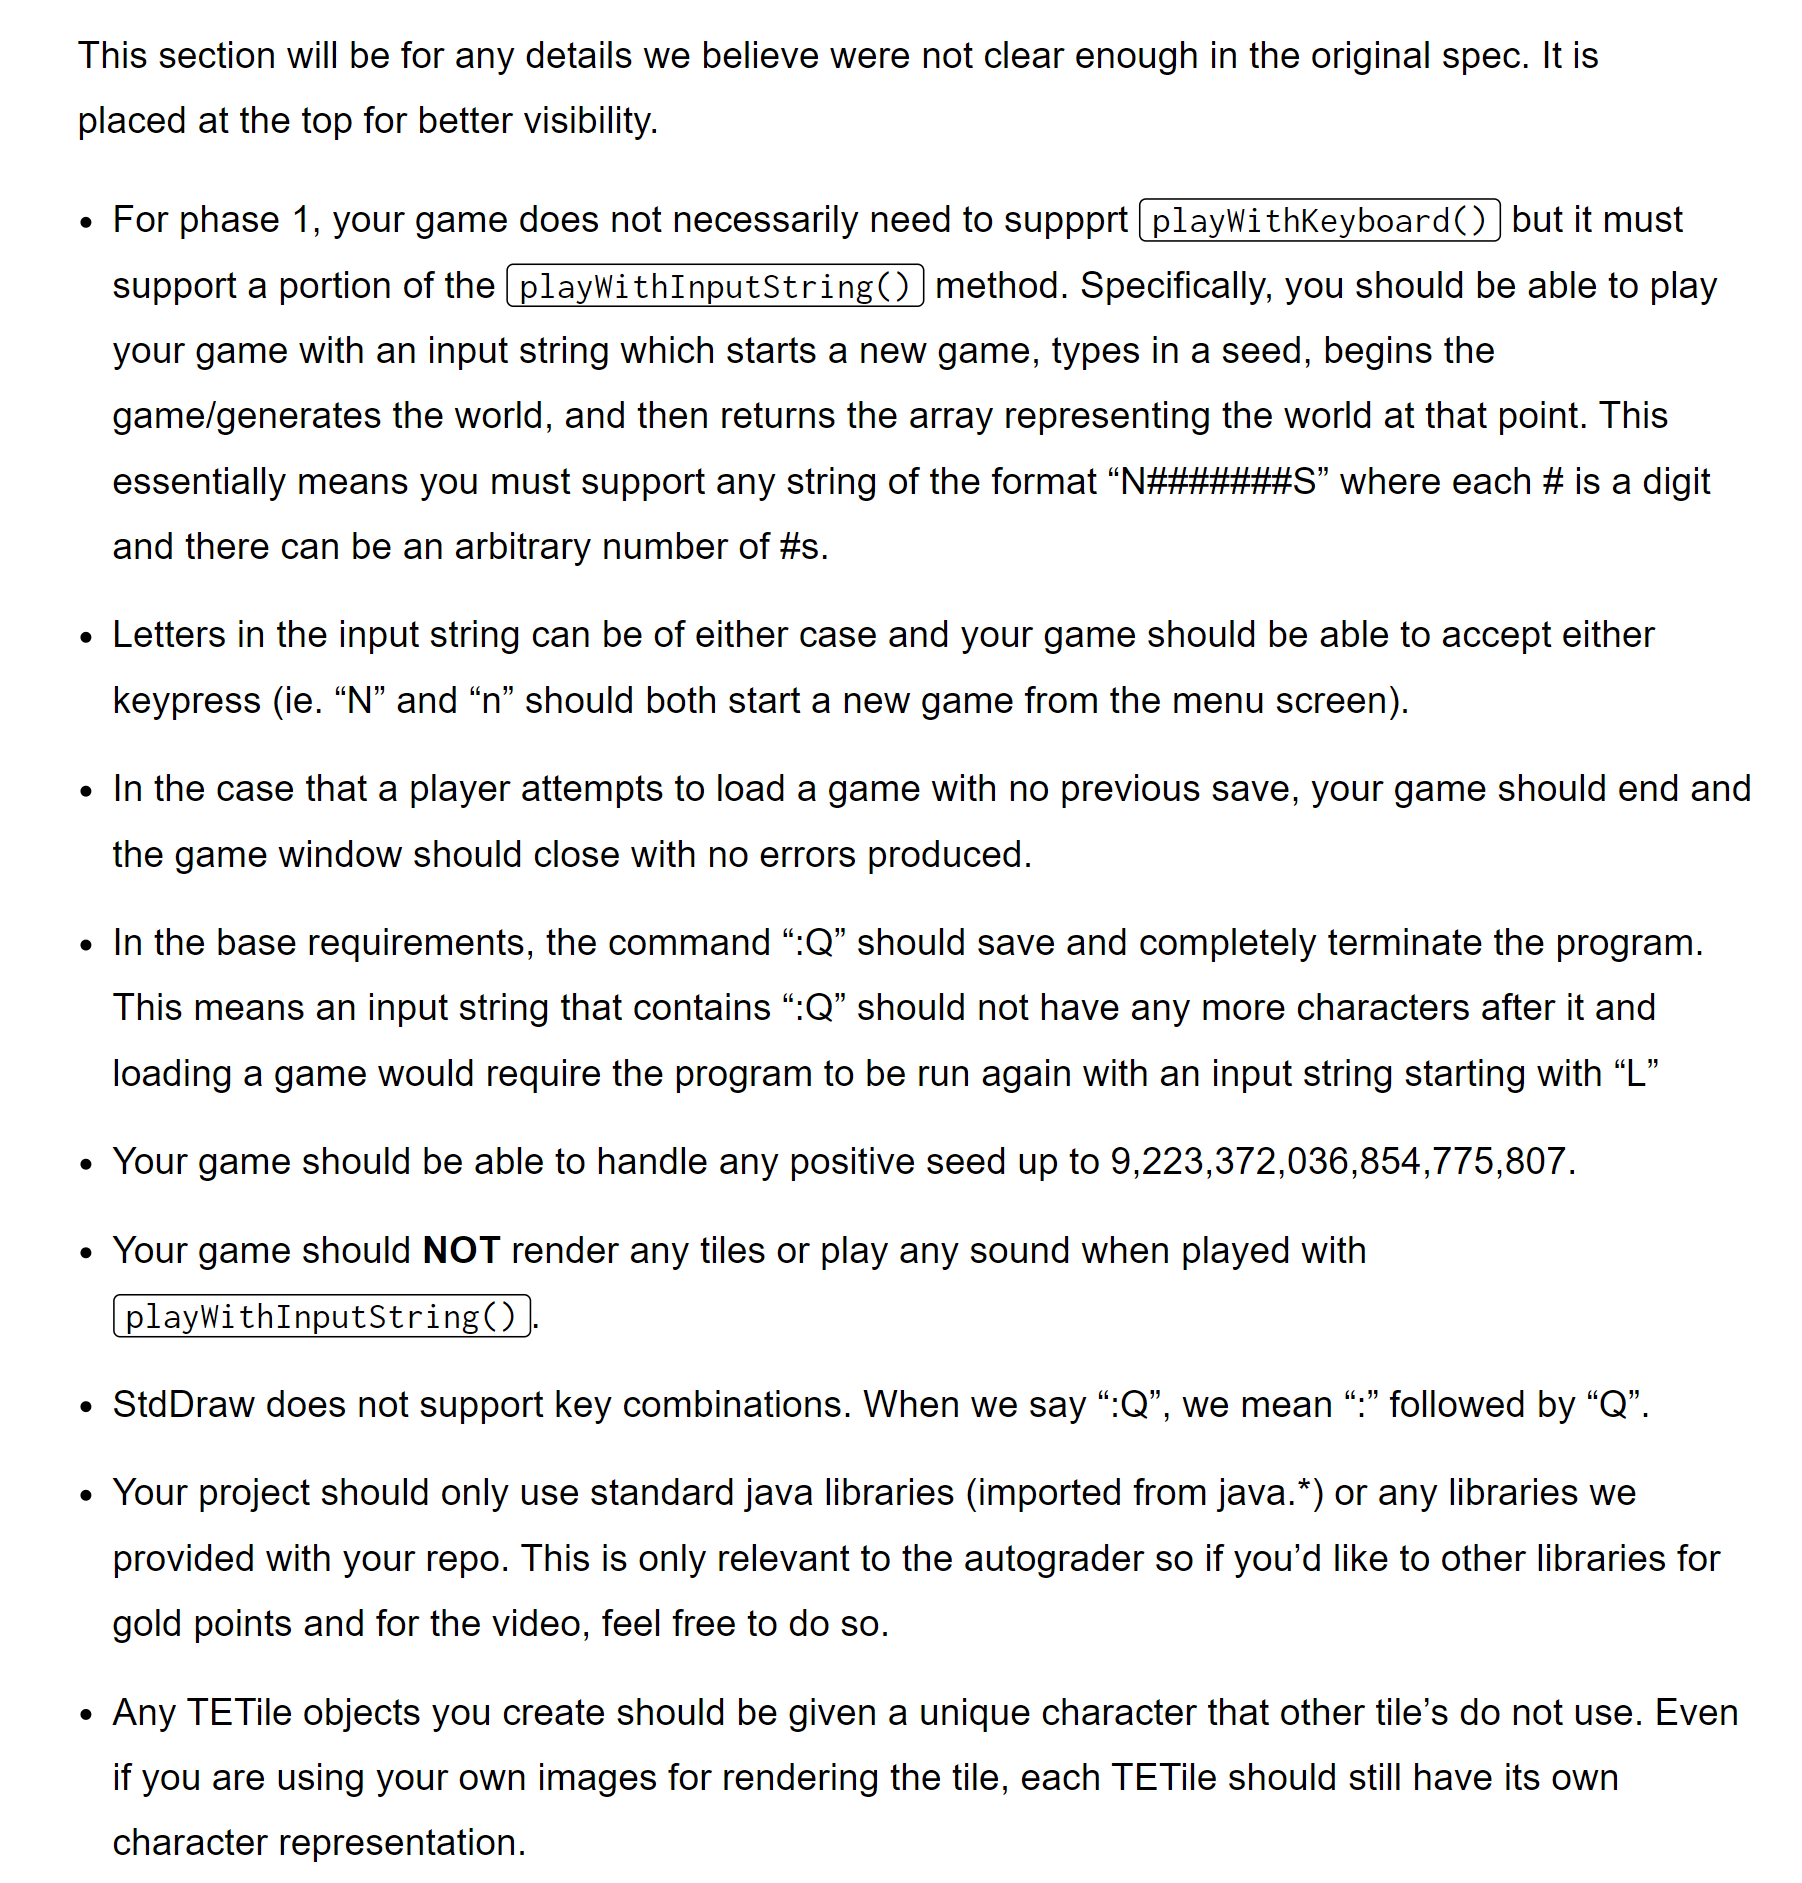 This section will be for any details we believe were not clear enough in the original spec. It is
placed at the top for better visibility.
• For phase 1, your game does not necessarily need to suppprt playWithKeyboard() but it must
support a portion of the playWithInputString() method. Specifically, you should be able to play
your game with an input string which starts a new game, types in a seed, begins the
game/generates the world, and then returns the array representing the world at that point. This
essentially means you must support any string of the format “N#######S” where each # is a digit
and there can be an arbitrary number of #s.
• Letters in the input string can be of either case and your game should be able to accept either
keypress (ie. “N” and “n” should both start a new game from the menu screen).
• In the case that a player attempts to load a game with no previous save, your game should end and
the game window should close with no errors produced.
• In the base requirements, the command “:Q” should save and completely terminate the program.
This means an input string that contains “:Q” should not have any more characters after it and
loading a game would require the program to be run again with an input string starting with “L”
• Your game should be able to handle any positive seed up to 9,223,372,036,854,775,807.
• Your game should NOT render any tiles or play any sound when played with
playWithInputString().
• StdDraw does not support key combinations. When we say “:Q”, we mean “:” followed by “Q”.
• Your project should only use standard java libraries (imported from java.*) or any libraries we
provided with your repo. This is only relevant to the autograder so if you’d like to other libraries for
gold points and for the video, feel free to do so.
• Any TETile objects you create should be given a unique character that other tile’s do not use. Even
if you are using your own images for rendering the tile, each TETile should still have its own
character representation.